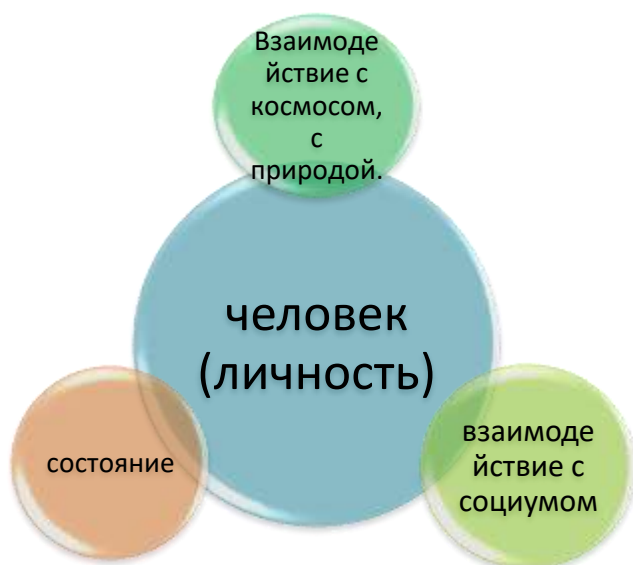 Взаимоде
йствие с
космосом,
с
природой.
человек
(личность)
состояние
взаимоде
йствие с
социумом